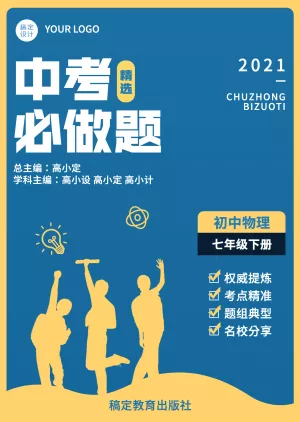 稿定
设计
YOUR LOGO
2021
中考
精选
必做题
CHUZHONG
BIZUOTI
总主编：高小定
学科主编：高小设 高小定 高小计
初中物理
七年级下册
权威提炼
考点精准
题组典型
名校分享
稿定教育出版社